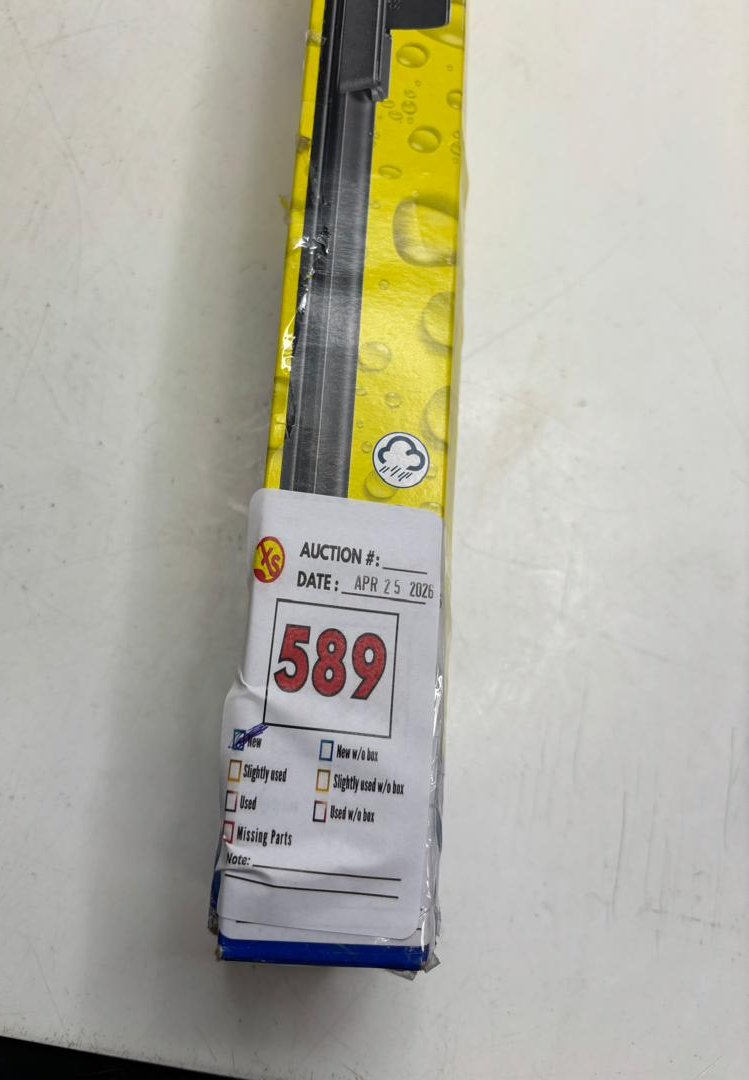 XS
AUCTION #:
DATE: APR 25 2026
589
New
New w/o box
Slightly used
Slightly used w/o box
Used
Used w/o box
Missing Parts
Note: